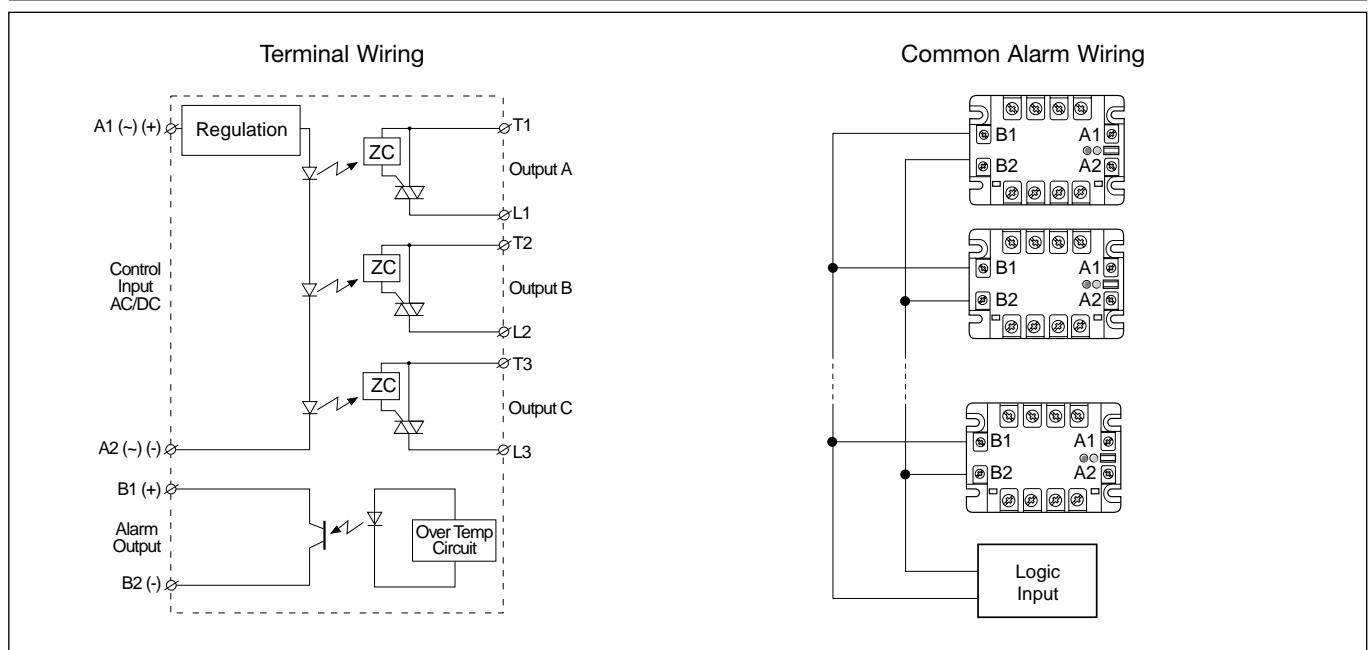 Terminal Wiring
A1 (~) (+)
Regulation
ZC
T1
Output A
L1
T2
ZC
Output B
L2
T3
ZC
Output C
L3
Control
Input
AC/DC
A2 (~) (-)
B1 (+)
Alarm
Output
B2 (-)
Over Temp
Circuit
Common Alarm Wiring
B1 A1
B2 A2
B1 A1
B2 A2
B1 A1
B2 A2
Logic
Input